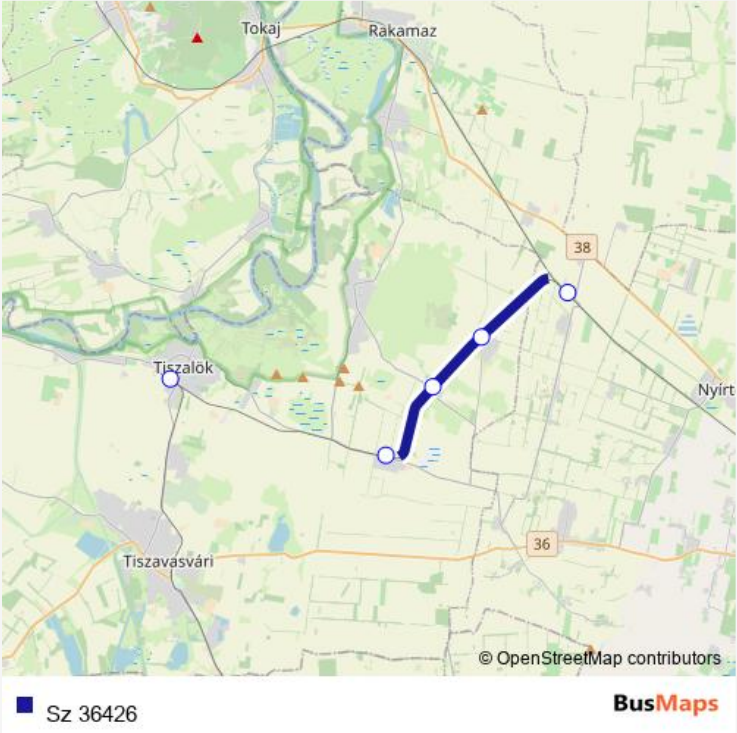 Tokaj
Rakamaz
38
Tiszalök
Nyírt
36
Tiszavasvári
© OpenStreetMap contributors
Sz 36426
BusMaps